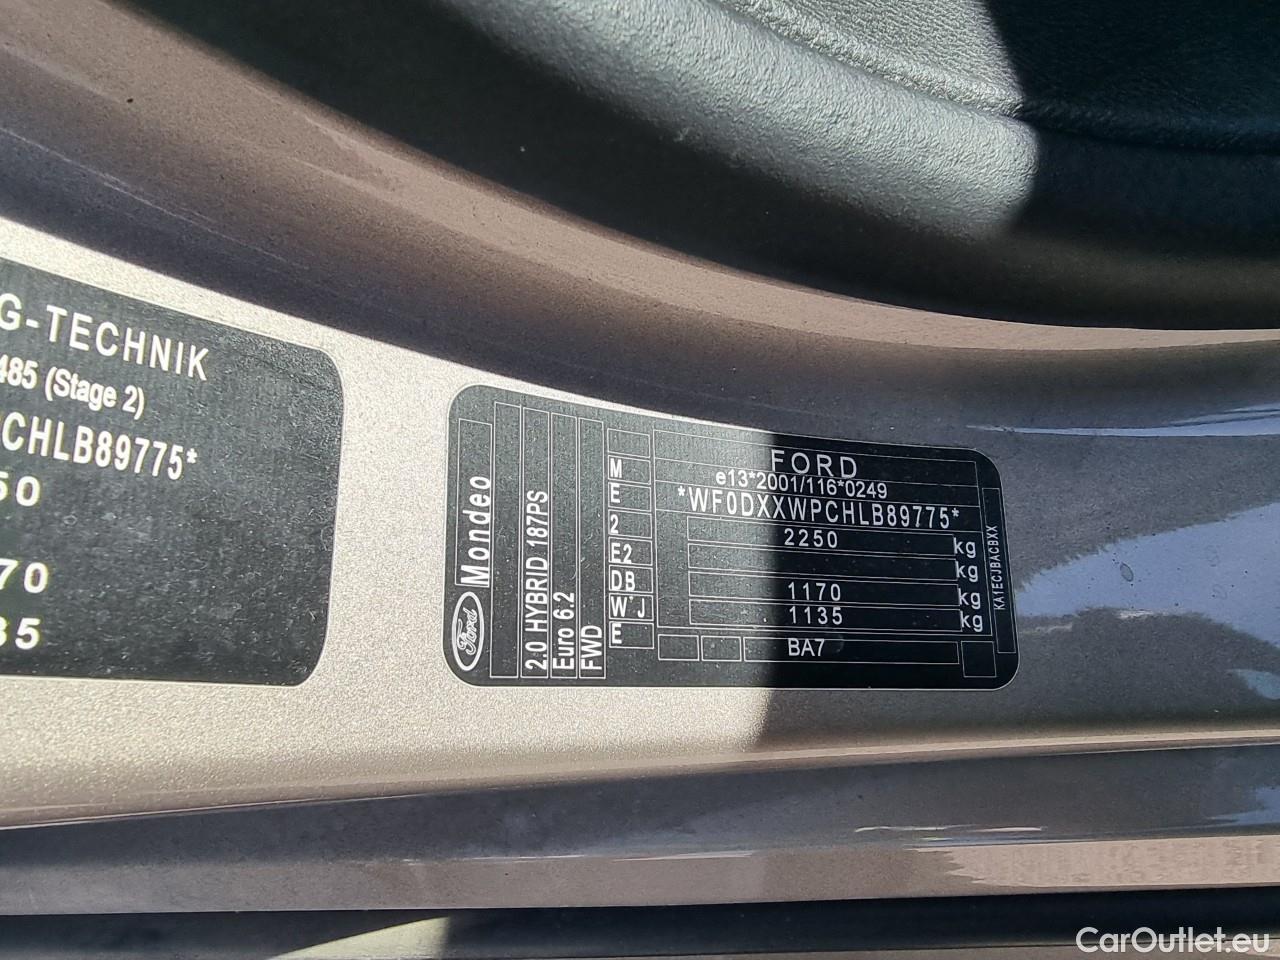 G-TECHNIK
485 (Stage 2)
CHLB89775*
50
70
35
Ford
Mondeo
2.0 HYBRID 187PS
Euro 6.2
FWD
M
E
2
E2
DB
W*J
E
FORD
e13*2001/116*0249
*WF0DXXWPCHLB89775*
2250 kg
kg
1170 kg
1135 kg
BA7
KA1ECJBACBXX
CarOutlet.eu